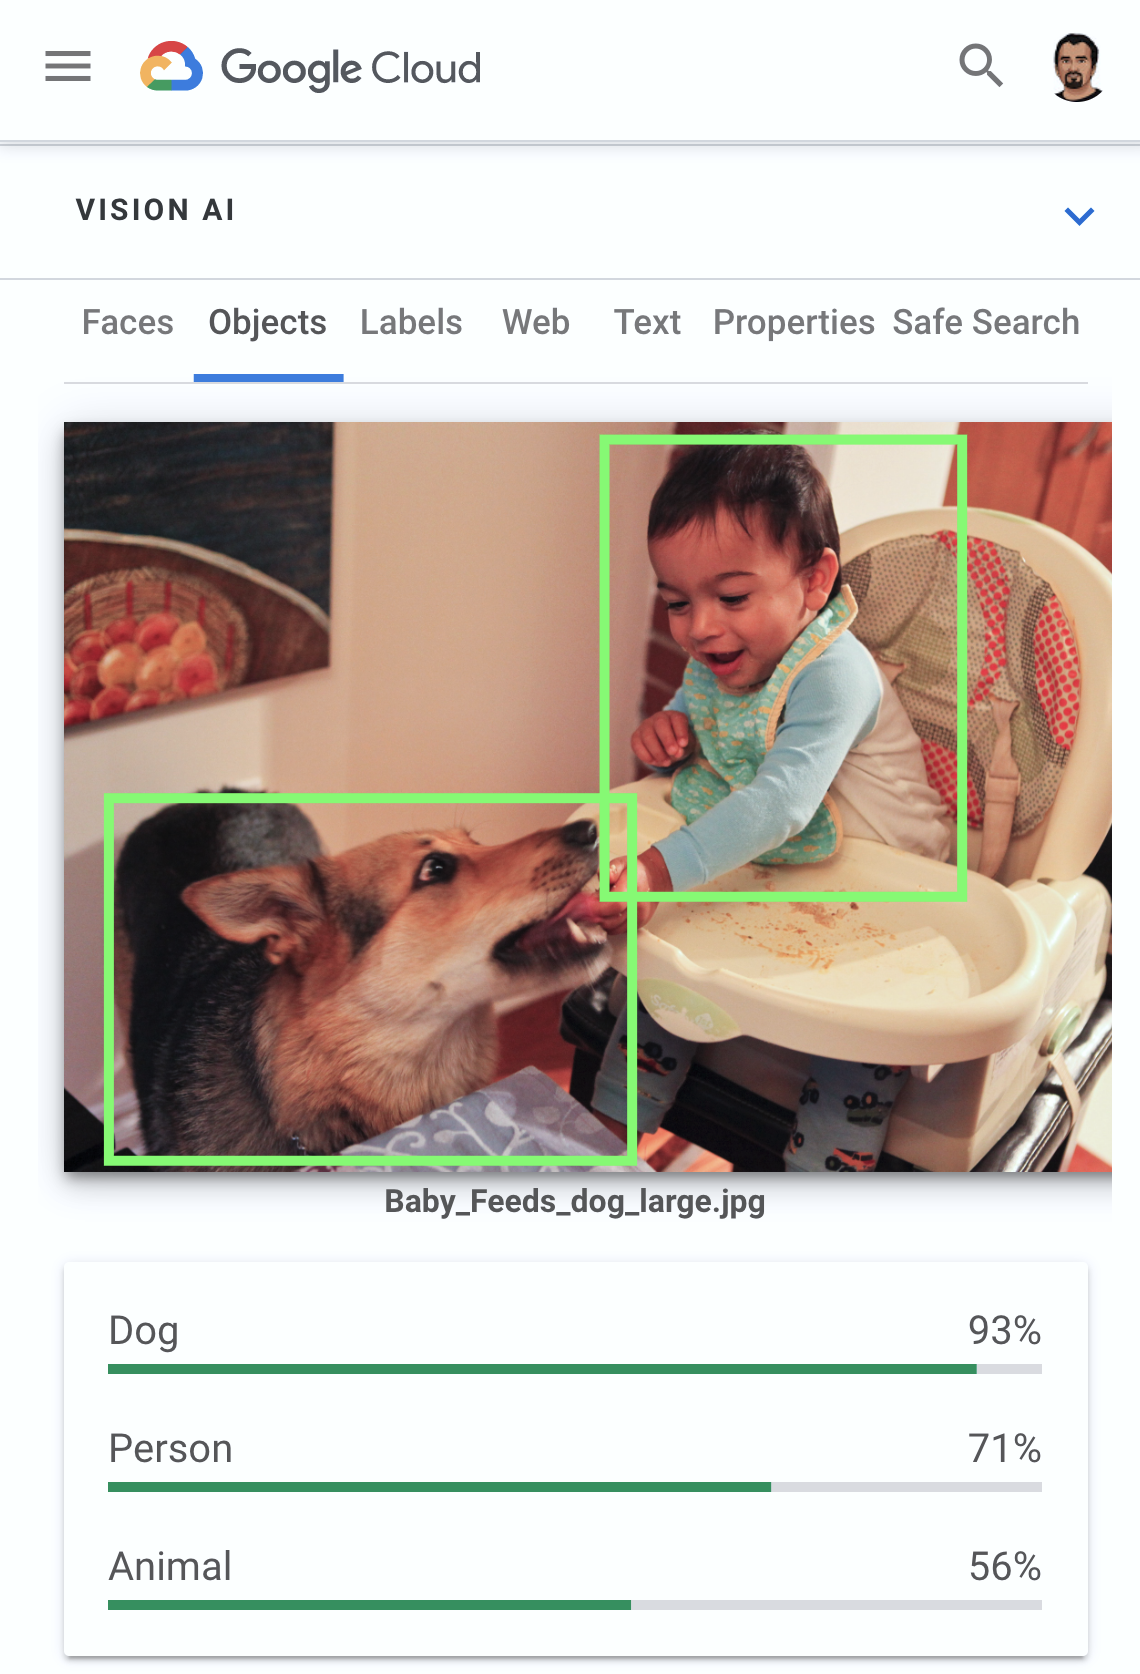 Google Cloud
VISION AI
Faces Objects Labels Web Text Properties Safe Search
Baby_Feeds_dog_large.jpg
Dog 93%
Person 71%
Animal 56%